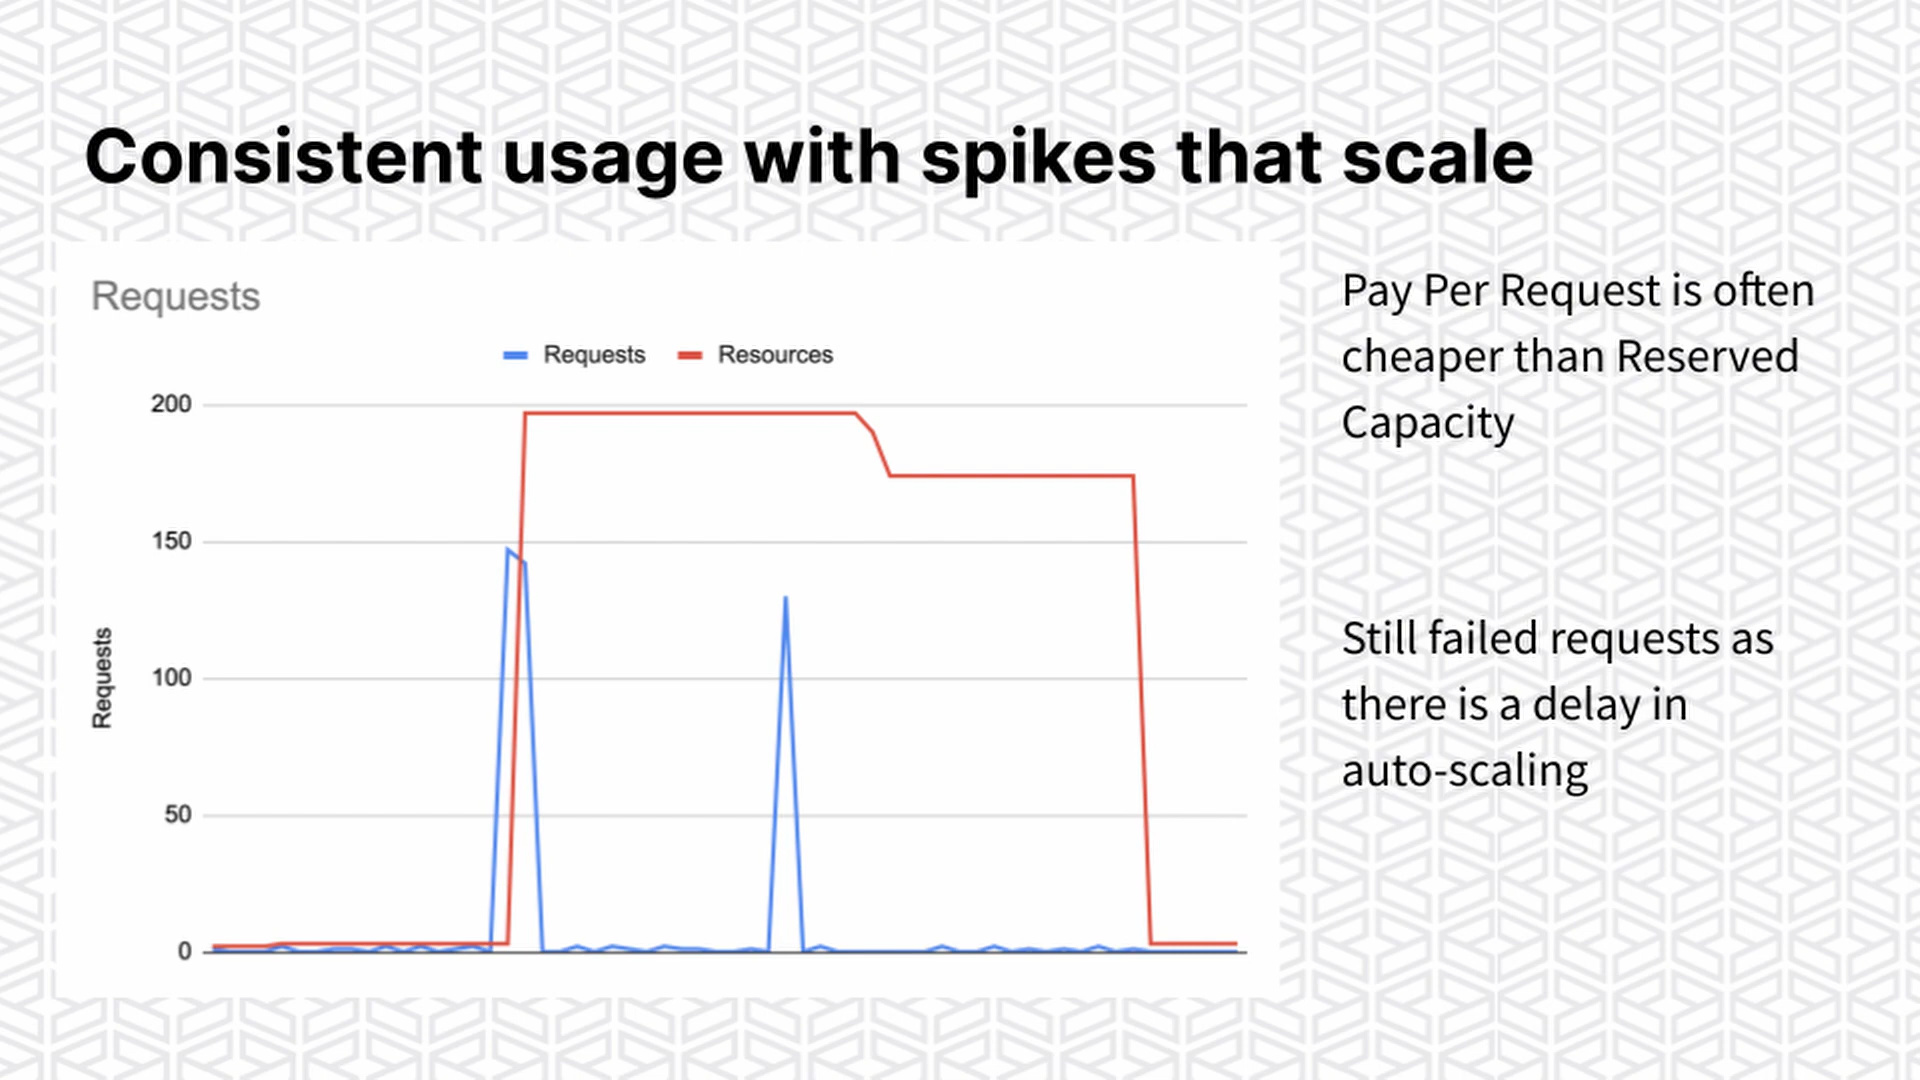 Consistent usage with spikes that scale
Requests
Requests Resources
200
150
100
50
0
Requests
Pay Per Request is often
cheaper than Reserved
Capacity
Still failed requests as
there is a delay in
auto-scaling